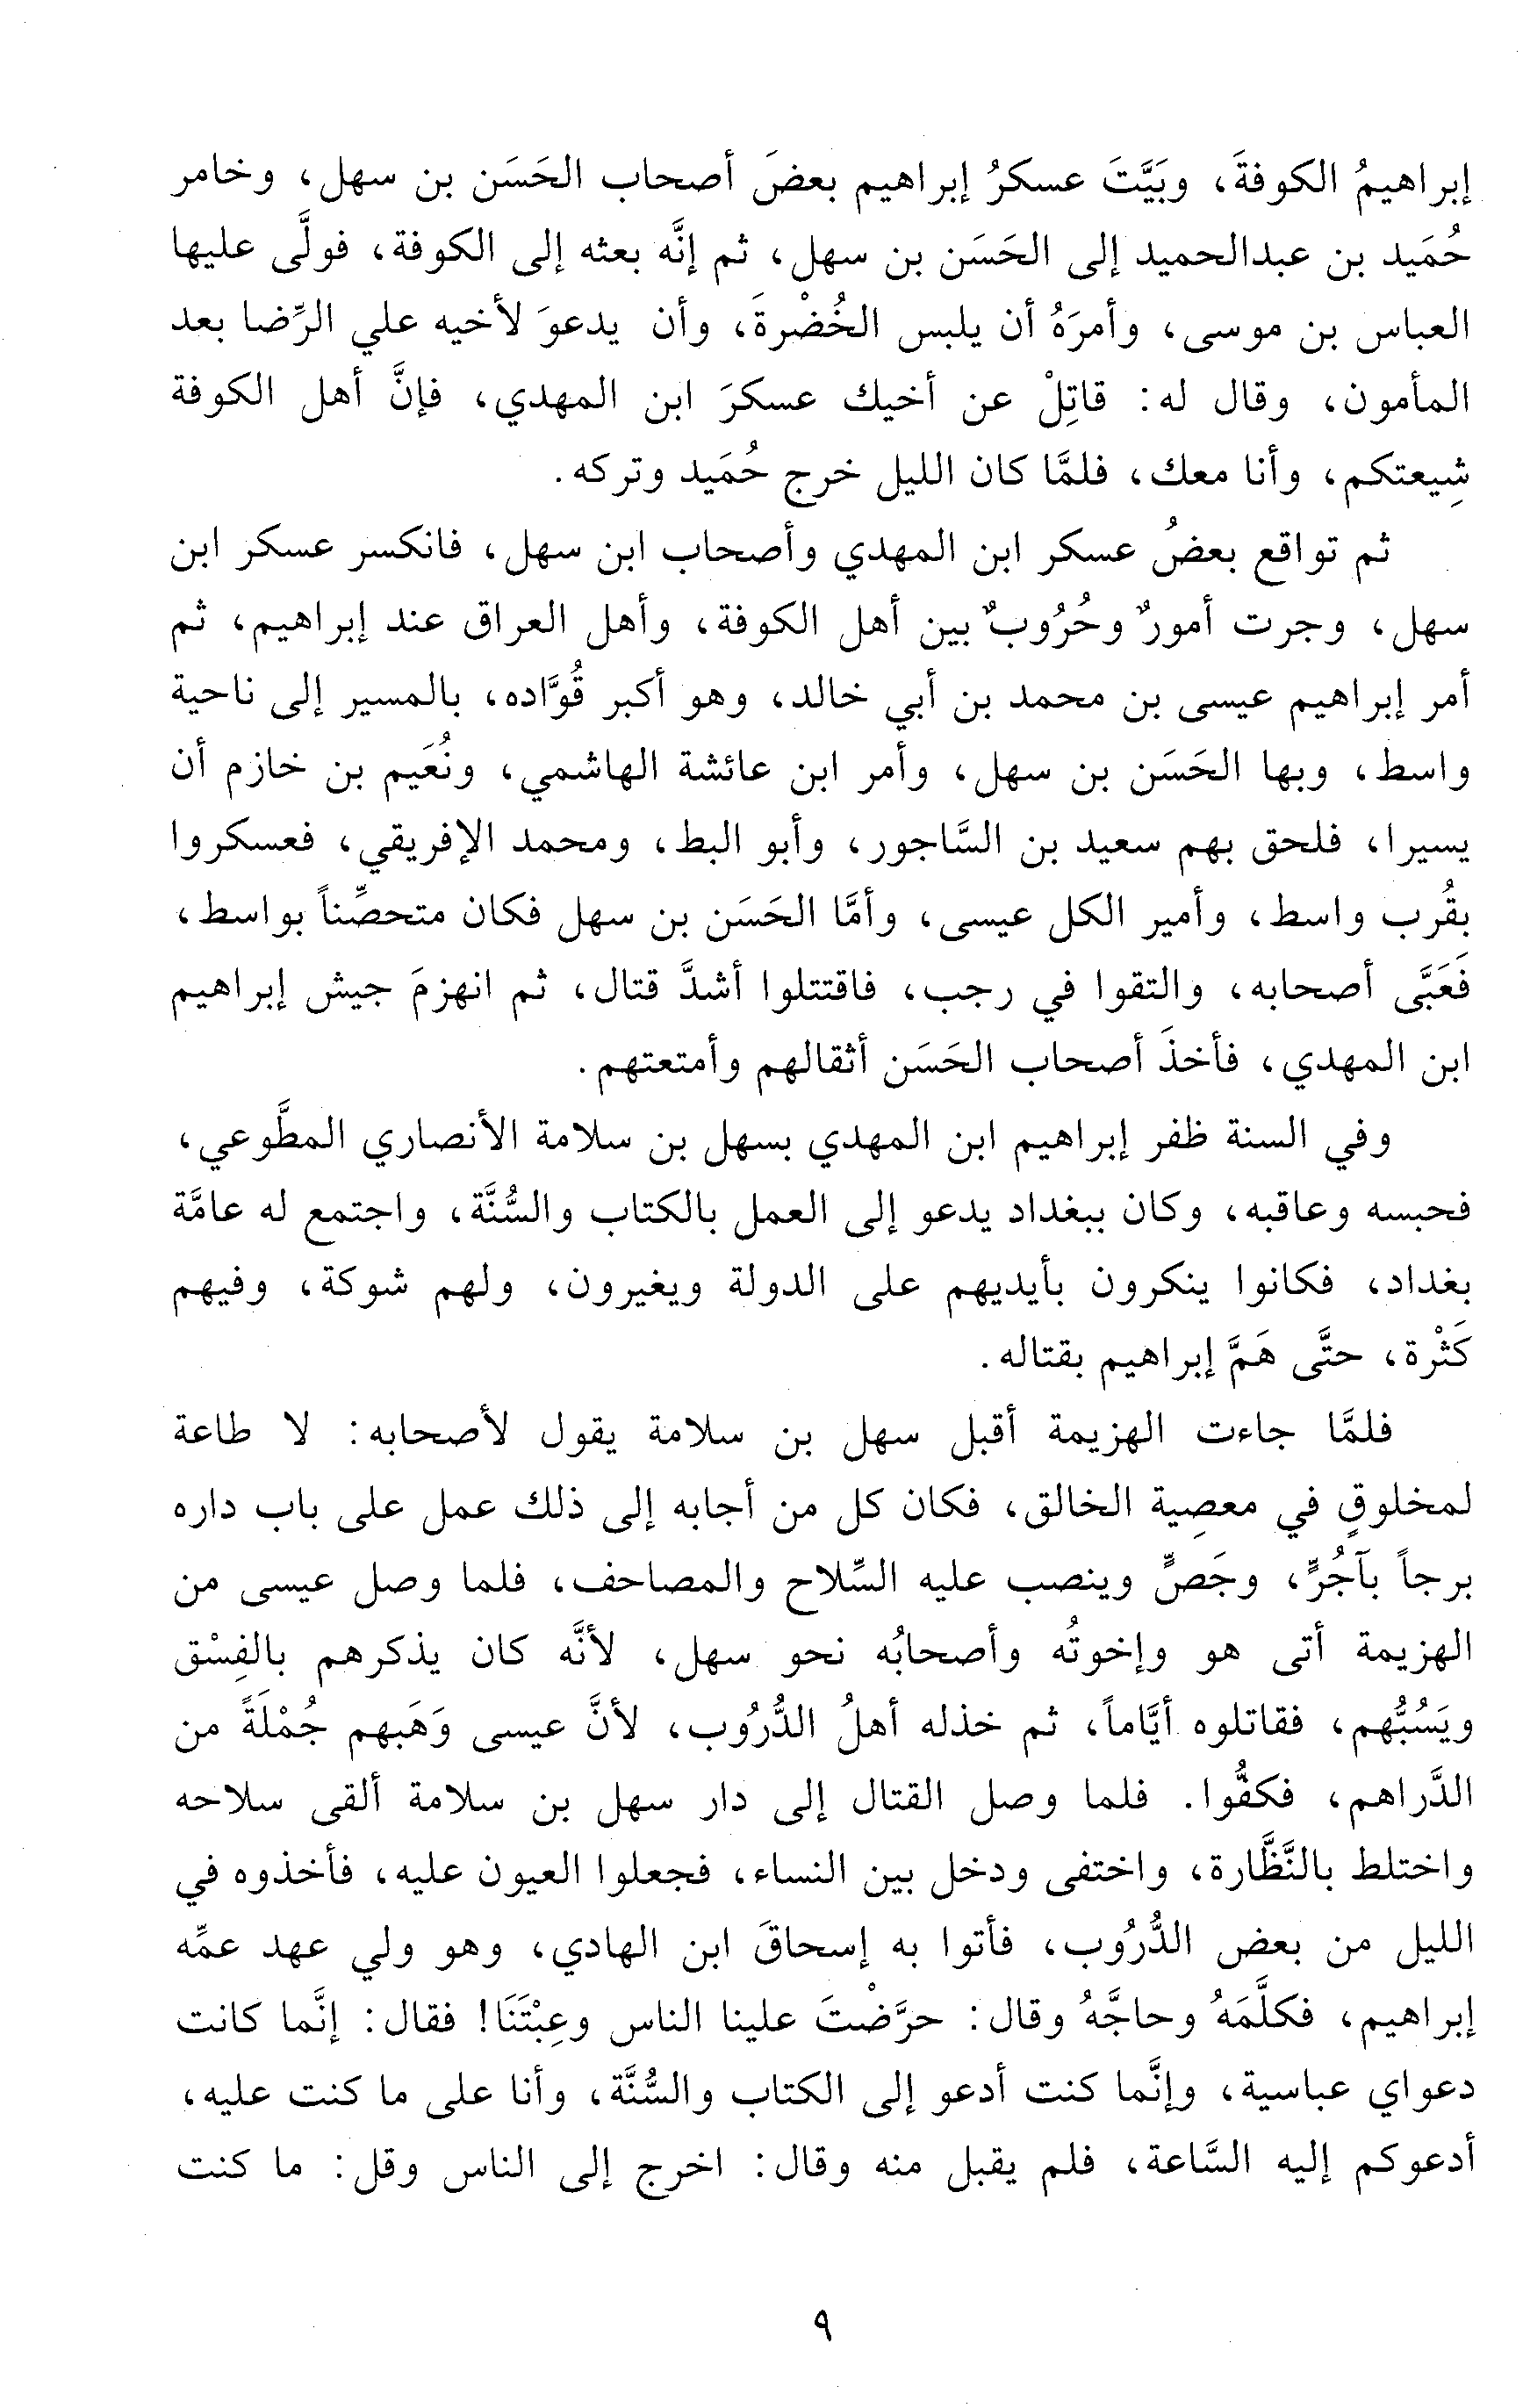 إبراهيمُ الكوفةَ، وبَيَّتَ عسكرُ إبراهيم بعضَ أصحاب الحَسَن بن سهل، وخامر
حُمَيد بن عبدالحميد إلى الحَسَن بن سهل، ثم إنَّه بعثه إلى الكوفة، فولَّى عليها
العباس بن موسى، وأمرَهُ أن يلبس الخُضْرةَ، وأن يدعوَ لأخيه علي الرِّضا بعد
المأمون، وقال له: قاتِلْ عن أخيك عسكرَ ابن المهدي، فإنَّ أهل الكوفة
شِيعتكم، وأنا معك، فلمَّا كان الليل خرج حُمَيد وتركه.
ثم تواقع بعضُ عسكر ابن المهدي وأصحاب ابن سهل، فانكسر عسكر ابن
سهل، وجرت أمورٌ وحُرُوبٌ بين أهل الكوفة، وأهل العراق عند إبراهيم، ثم
أمر إبراهيم عيسى بن محمد بن أبي خالد، وهو أكبر قُوَّاده، بالمسير إلى ناحية
واسط، وبها الحَسَن بن سهل، وأمر ابن عائشة الهاشمي، ونُعَيم بن خازم أن
يسيرا، فلحق بهم سعيد بن السَّاجور، وأبو البط، ومحمد الإفريقي، فعسكروا
بقُرب واسط، وأمير الكل عيسى، وأمَّا الحَسَن بن سهل فكان متحصِّناً بواسط،
فَعَبَّى أصحابه، والتقوا في رجب، فاقتتلوا أشدَّ قتال، ثم انهزمَ جيش إبراهيم
ابن المهدي، فأخذَ أصحاب الحَسَن أثقالهم وأمتعتهم.
وفي السنة ظفر إبراهيم ابن المهدي بسهل بن سلامة الأنصاري المطَّوعي،
فحبسه وعاقبه، وكان ببغداد يدعو إلى العمل بالكتاب والسُّنَّة، واجتمع له عامَّة
بغداد، فكانوا ينكرون بأيديهم على الدولة ويغيرون، ولهم شوكة، وفيهم
كَثْرة، حتَّى هَمَّ إبراهيم بقتاله.
فلمَّا جاءت الهزيمة أقبل سهل بن سلامة يقول لأصحابه: لا طاعة
لمخلوقٍ في معصِية الخالق، فكان كل من أجابه إلى ذلك عمل على باب داره
برجاً بآجُرٍّ، وجَصٍّ وينصب عليه السِّلاح والمصاحف، فلما وصل عيسى من
الهزيمة أتى هو وإخوتُه وأصحابُه نحو سهل، لأنَّه كان يذكرهم بالفِسْق
ويَسُبُّهم، فقاتلوه أيَّاماً، ثم خذله أهلُ الدُّرُوب، لأنَّ عيسى وَهَبهم جُمْلَةً من
الدَّراهم، فكفُّوا. فلما وصل القتال إلى دار سهل بن سلامة ألقى سلاحه
واختلط بالنَّظَّارة، واختفى ودخل بين النساء، فجعلوا العيون عليه، فأخذوه في
الليل من بعض الدُّرُوب، فأتوا به إسحاقَ ابن الهادي، وهو ولي عهد عمِّه
إبراهيم، فكلَّمَهُ وحاجَّهُ وقال: حرَّضْتَ علينا الناس وعِبْتَنَا! فقال: إنَّما كانت
دعواي عباسية، وإنَّما كنت أدعو إلى الكتاب والسُّنَّة، وأنا على ما كنت عليه،
أدعوكم إليه السَّاعة، فلم يقبل منه وقال: اخرج إلى الناس وقل: ما كنت
٩